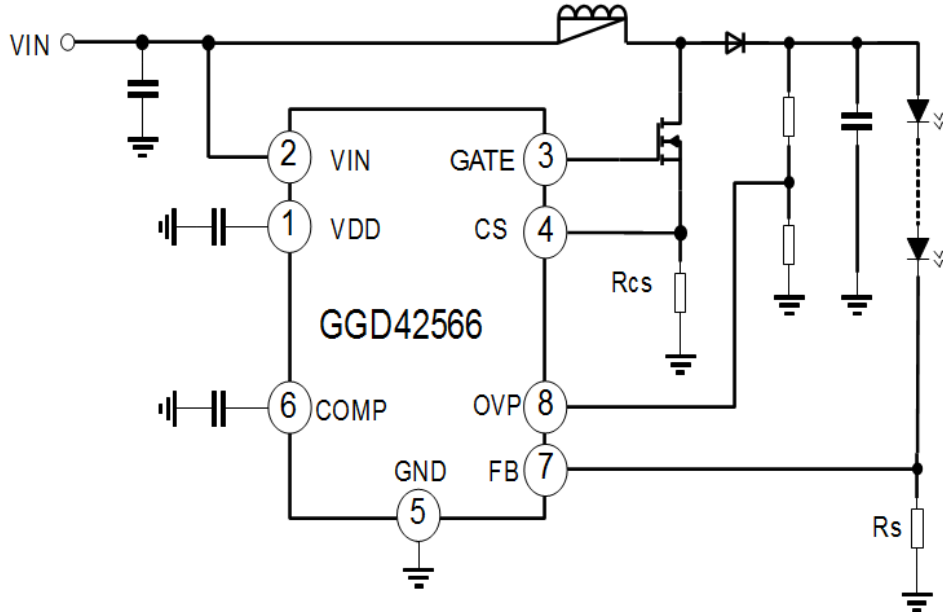 VIN
2
VIN
GATE
3
1
VDD
CS
4
Rcs
GGD42566
6
COMP
OVP
8
GND
FB
7
5
Rs